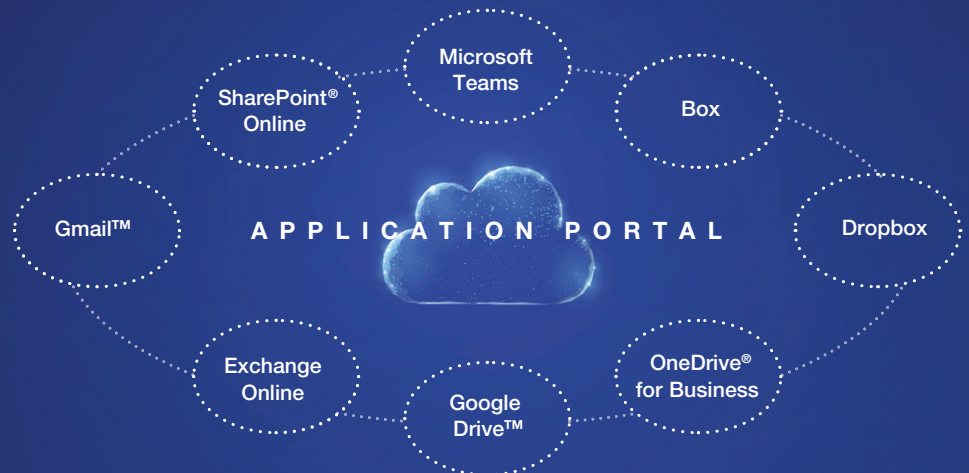 Microsoft
Teams
SharePoint®
Online
Box
Gmail™
APPLICATION PORTAL
Dropbox
Exchange
Online
OneDrive®
for Business
Google
Drive™